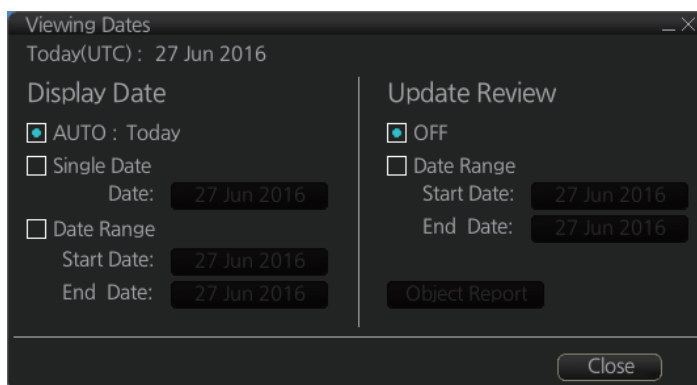 Viewing Dates
Today(UTC) : 27 Jun 2016
Display Date
AUTO : Today
Single Date
Date: 27 Jun 2016
Date Range
Start Date: 27 Jun 2016
End Date: 27 Jun 2016
Update Review
OFF
Date Range
Start Date: 27 Jun 2016
End Date: 27 Jun 2016
Object Report
Close